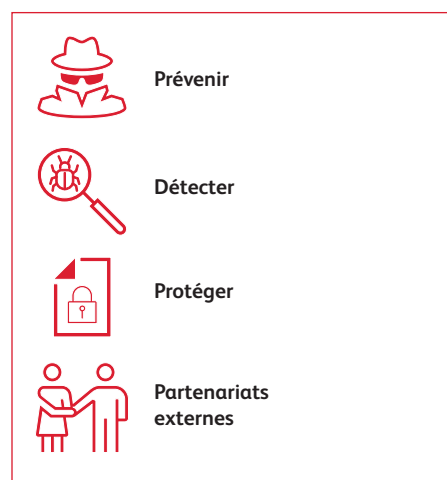 Prévenir
Détecter
Protéger
Partenariats
externes